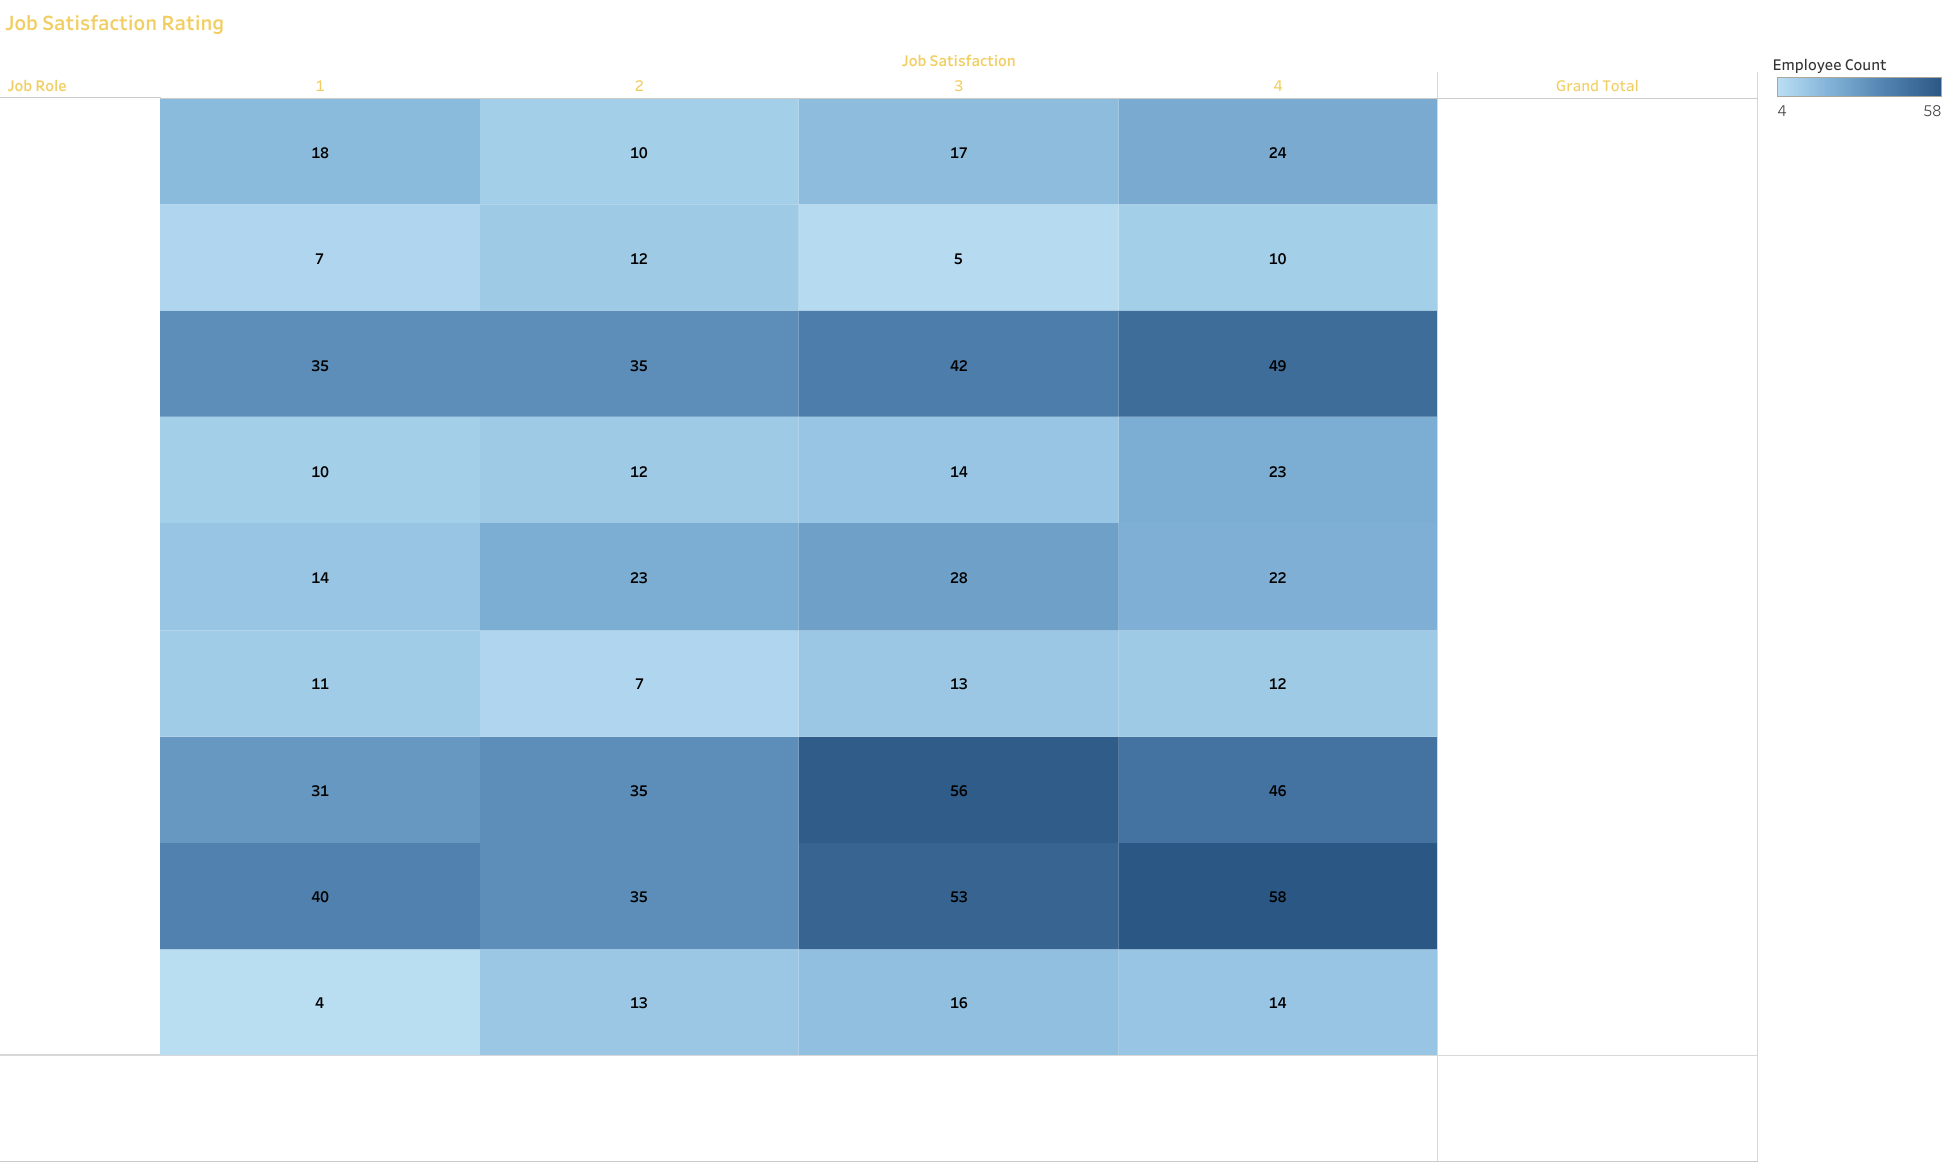 Job Satisfaction Rating
Job Satisfaction
Job Role 1 2 3 4 Grand Total
Employee Count
4 58
18 10 17 24
7 12 5 10
35 35 42 49
10 12 14 23
14 23 28 22
11 7 13 12
31 35 56 46
40 35 53 58
4 13 16 14